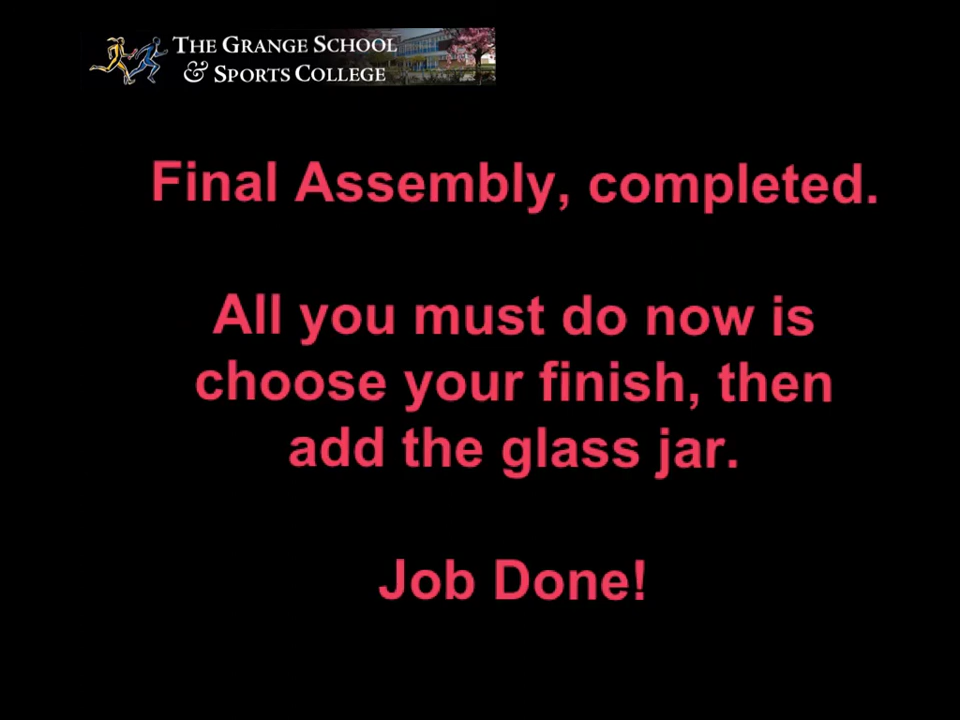 THE GRANGE SCHOOL
& SPORTS COLLEGE
Final Assembly, completed.
All you must do now is
choose your finish, then
add the glass jar.
Job Done!